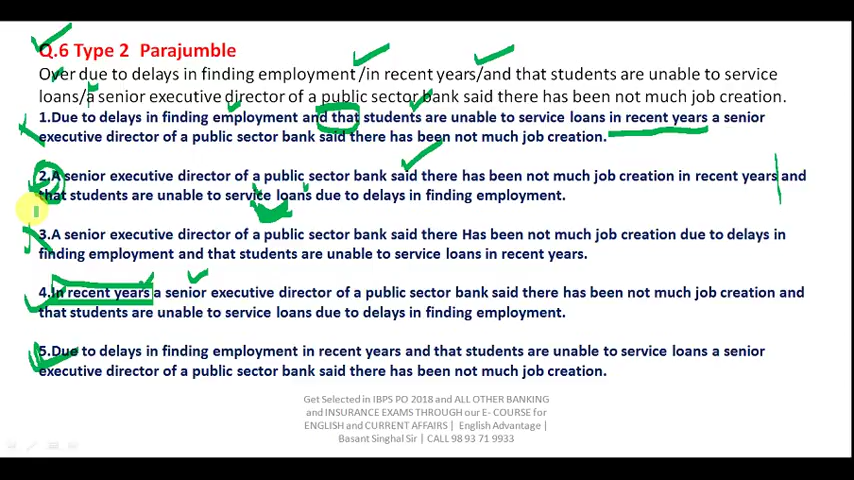 Q.6 Type 2 Parajumble
Over due to delays in finding employment /in recent years/and that students are unable to service
loans/a senior executive director of a public sector bank said there has been not much job creation.
1.Due to delays in finding employment and that students are unable to service loans in recent years a senior
executive director of a public sector bank said there has been not much job creation.
2.A senior executive director of a public sector bank said there has been not much job creation in recent years and
that students are unable to service loans due to delays in finding employment.
3.A senior executive director of a public sector bank said there Has been not much job creation due to delays in
finding employment and that students are unable to service loans in recent years.
4.In recent years a senior executive director of a public sector bank said there has been not much job creation and
that students are unable to service loans due to delays in finding employment.
5.Due to delays in finding employment in recent years and that students are unable to service loans a senior
executive director of a public sector bank said there has been not much job creation.
Get Selected in IBPS PO 2018 and ALL OTHER BANKING
and INSURANCE EXAMS THROUGH our E- COURSE for
ENGLISH and CURRENT AFFAIRS | English Advantage |
Basant Singhal Sir | CALL 98 93 71 9933